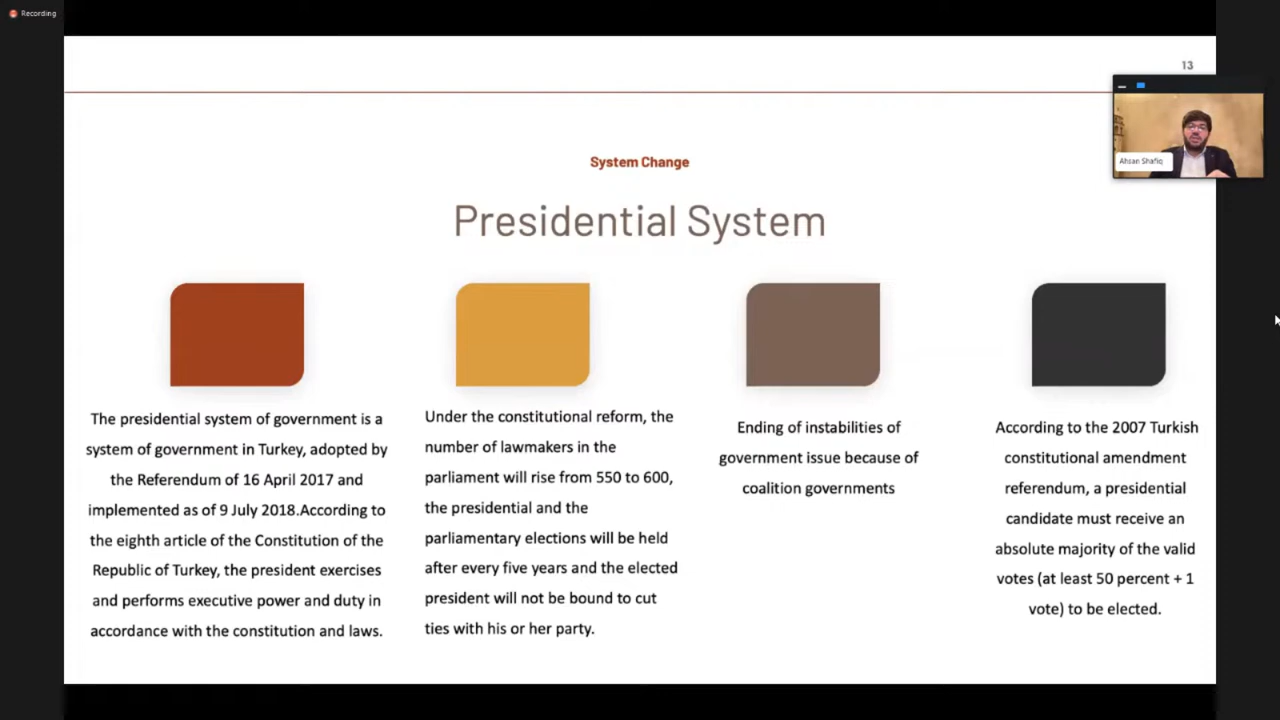 Recording
13
Ahsan Shafiq
System Change
Presidential System
The presidential system of government is a
system of government in Turkey, adopted by
the Referendum of 16 April 2017 and
implemented as of 9 July 2018.According to
the eighth article of the Constitution of the
Republic of Turkey, the president exercises
and performs executive power and duty in
accordance with the constitution and laws.
Under the constitutional reform, the
number of lawmakers in the
parliament will rise from 550 to 600,
the presidential and the
parliamentary elections will be held
after every five years and the elected
president will not be bound to cut
ties with his or her party.
Ending of instabilities of
government issue because of
coalition governments
According to the 2007 Turkish
constitutional amendment
referendum, a presidential
candidate must receive an
absolute majority of the valid
votes (at least 50 percent + 1
vote) to be elected.